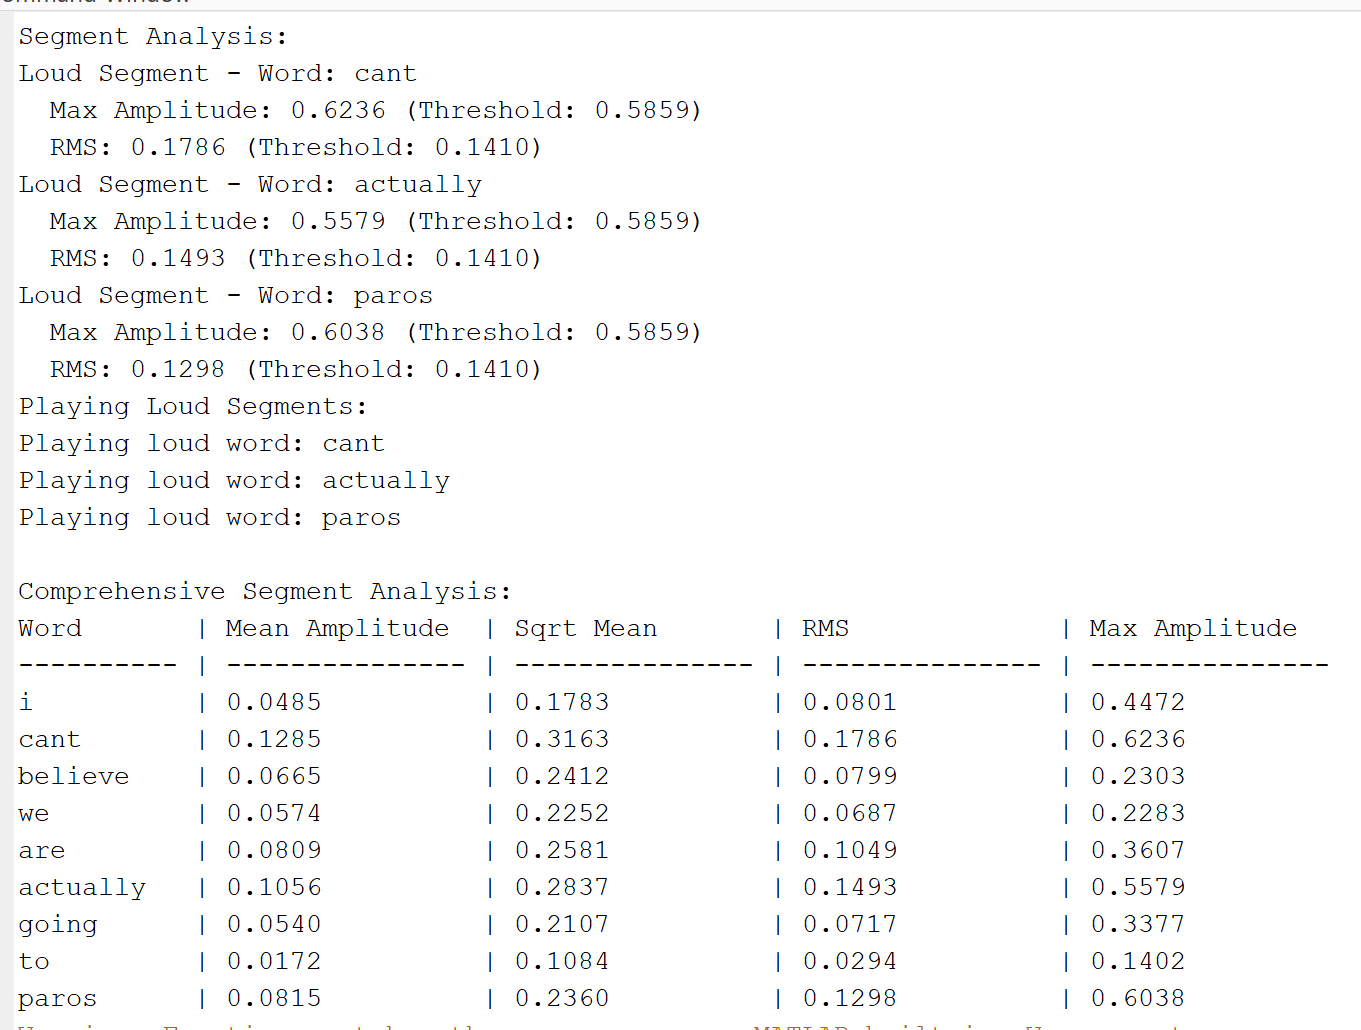 Segment Analysis:
Loud Segment - Word: cant
Max Amplitude: 0.6236 (Threshold: 0.5859)
RMS: 0.1786 (Threshold: 0.1410)
Loud Segment - Word: actually
Max Amplitude: 0.5579 (Threshold: 0.5859)
RMS: 0.1493 (Threshold: 0.1410)
Loud Segment - Word: paros
Max Amplitude: 0.6038 (Threshold: 0.5859)
RMS: 0.1298 (Threshold: 0.1410)
Playing Loud Segments:
Playing loud word: cant
Playing loud word: actually
Playing loud word: paros
Comprehensive Segment Analysis:
Word | Mean Amplitude | Sqrt Mean | RMS | Max Amplitude
---------- | --------------- | --------------- | --------------- | ---------------
i | 0.0485 | 0.1783 | 0.0801 | 0.4472
cant | 0.1285 | 0.3163 | 0.1786 | 0.6236
believe | 0.0665 | 0.2412 | 0.0799 | 0.2303
we | 0.0574 | 0.2252 | 0.0687 | 0.2283
are | 0.0809 | 0.2581 | 0.1049 | 0.3607
actually | 0.1056 | 0.2837 | 0.1493 | 0.5579
going | 0.0540 | 0.2107 | 0.0717 | 0.3377
to | 0.0172 | 0.1084 | 0.0294 | 0.1402
paros | 0.0815 | 0.2360 | 0.1298 | 0.6038